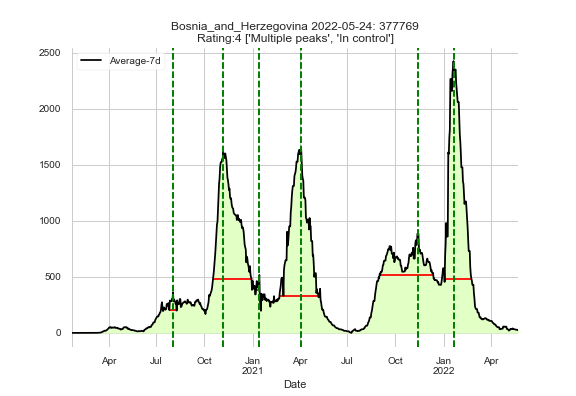 Bosnia_and_Herzegovina 2022-05-24: 377769
Rating:4 ['Multiple peaks', 'In control']
Average-7d
2500
2000
1500
1000
500
0
Apr Jul Oct Jan Apr Jul Oct Jan Apr
2021 2022
Date